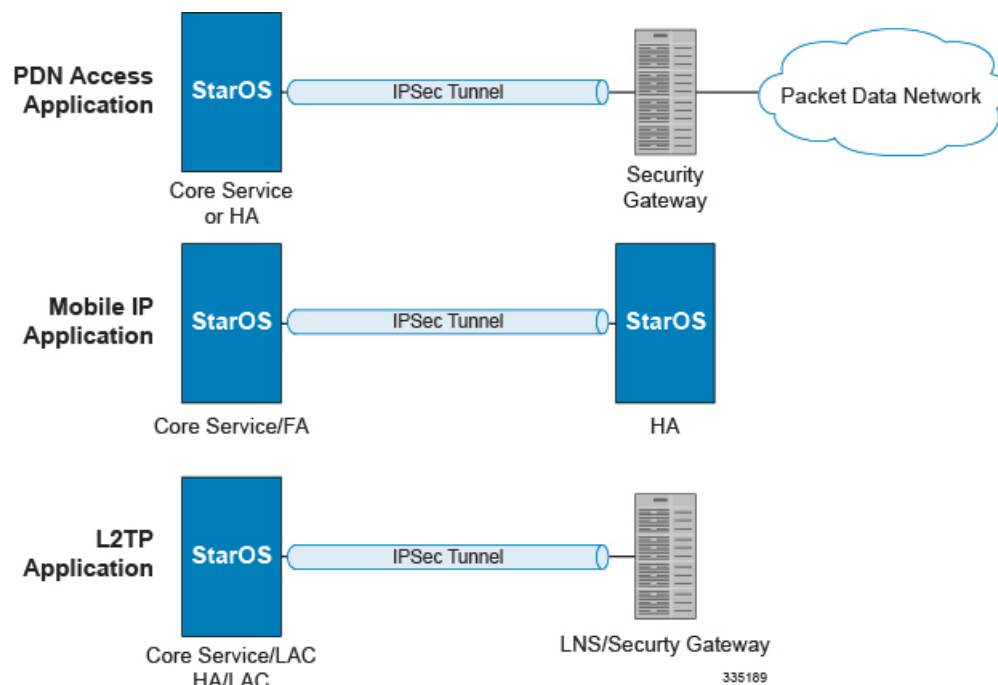 PDN Access
Application
StarOS
IPSec Tunnel
Packet Data Network
Core Service
or HA
Security
Gateway
Mobile IP
Application
StarOS
IPSec Tunnel
StarOS
Core Service/FA
HA
L2TP
Application
StarOS
IPSec Tunnel
Core Service/LAC
HA/LAC
LNS/Securty Gateway
335189